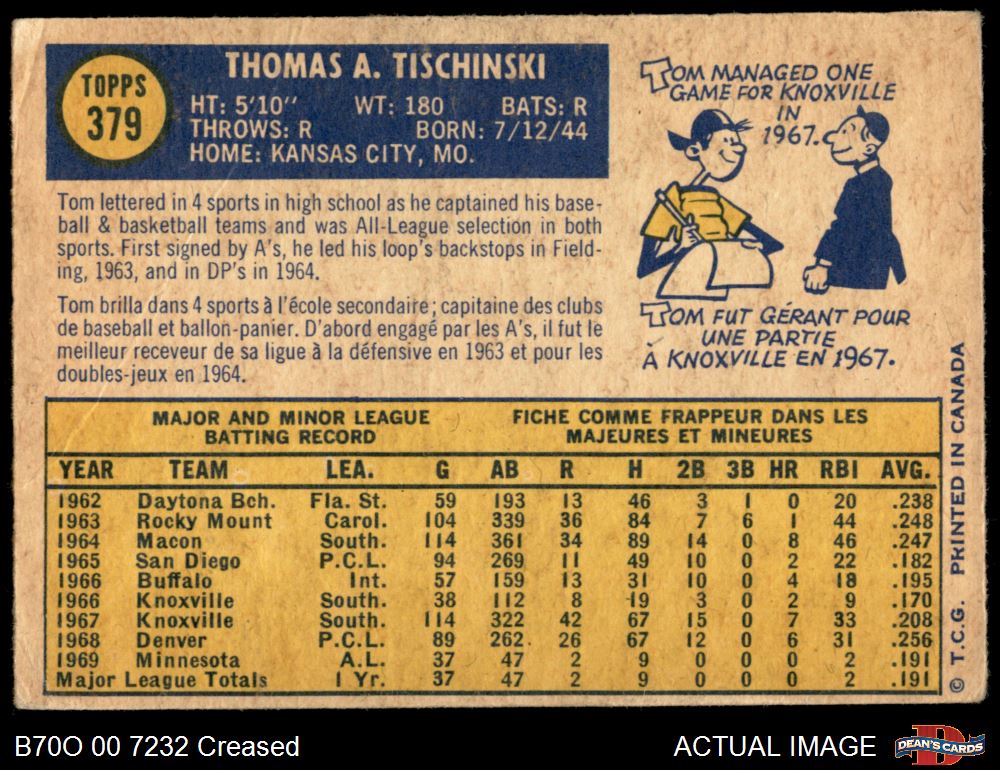 TOPPS
379
THOMAS A. TISCHINSKI
HT: 5'10" WT: 180 BATS: R
THROWS: R BORN: 7/12/44
HOME: KANSAS CITY, MO.
Tom lettered in 4 sports in high school as he captained his base-
ball & basketball teams and was All-League selection in both
sports. First signed by A's, he led his loop's backstops in Field-
ing, 1963, and in DP's in 1964.
Tom brilla dans 4 sports à l'école secondaire; capitaine des clubs
de baseball et ballon-panier. D'abord engagé par les A's, il fut le
meilleur receveur de sa ligue à la défensive en 1963 et pour les
doubles-jeux en 1964.
TOM MANAGED ONE
GAME FOR KNOXVILLE
IN
1967.
TOM FUT GÉRANT POUR
UNE PARTIE
À KNOXVILLE EN 1967.
MAJOR AND MINOR LEAGUE
BATTING RECORD
FICHE COMME FRAPPEUR DANS LES
MAJEURES ET MINEURES
YEAR TEAM LEA. G AB R H 2B 3B HR RBI AVG.
1962 Daytona Bch. Fla. St. 59 193 13 46 3 1 0 20 .238
1963 Rocky Mount Carol. 104 339 36 84 7 6 1 44 .248
1964 Macon South. 114 361 34 89 14 0 8 46 .247
1965 San Diego P.C.L. 94 269 11 49 10 0 2 22 .182
1966 Buffalo Int. 57 159 13 31 10 0 4 18 .195
1966 Knoxville South. 38 112 8 19 3 0 2 9 .170
1967 Knoxville South. 114 322 42 67 15 0 7 33 .208
1968 Denver P.C.L. 89 262 26 67 12 0 6 31 .256
1969 Minnesota A.L. 37 47 2 9 0 0 0 2 .191
Major League Totals 1 Yr. 37 47 2 9 0 0 0 2 .191
© T.C.G. PRINTED IN CANADA
B70O 00 7232 Creased
ACTUAL IMAGE
DEAN'S CARDS